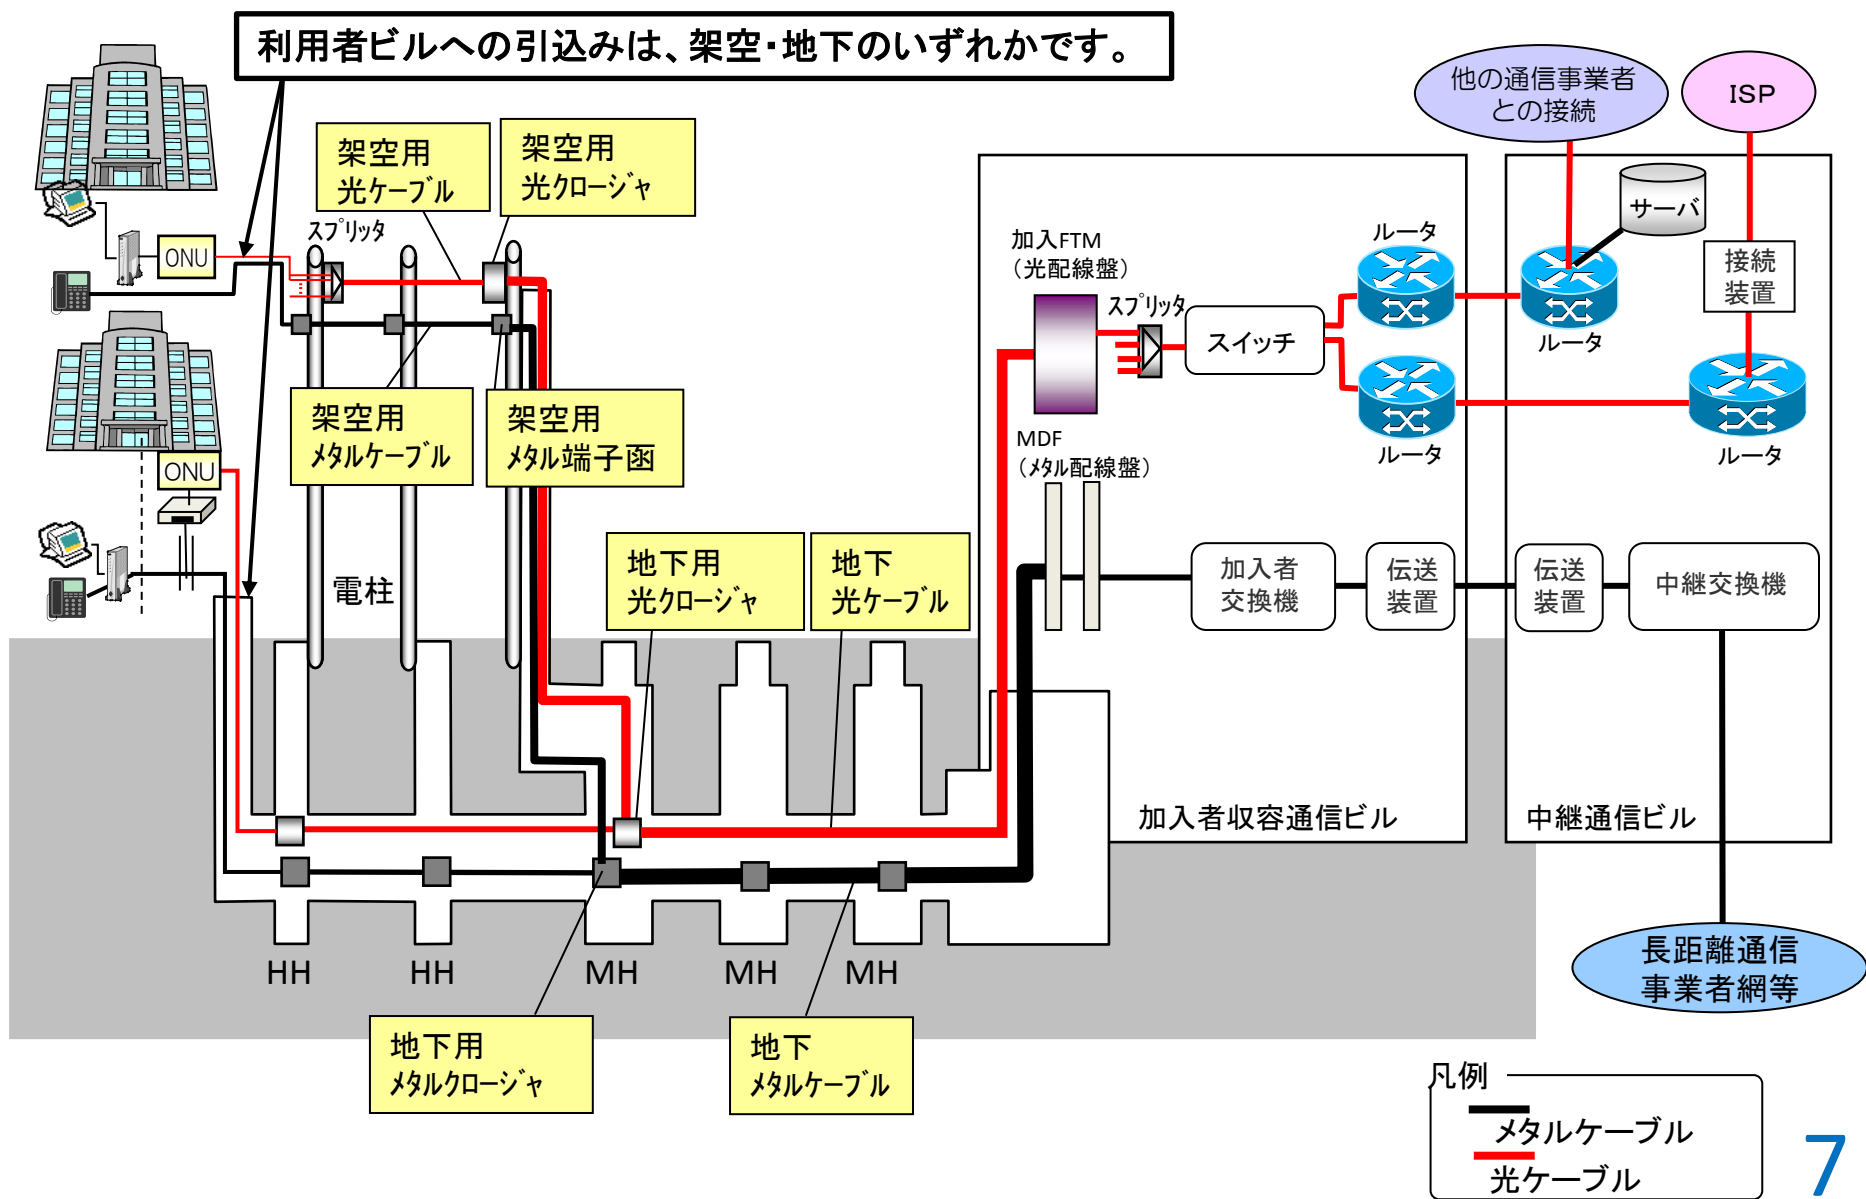 利用者ビルへの引込みは、架空・地下のいずれかです。
他の通信事業者
との接続
ISP
架空用
光ケーブル
架空用
光クロージャ
スプリッタ
ONU
サーバ
ルータ
加入FTM
（光配線盤）
スプリッタ
スイッチ
接続
装置
ルータ
架空用
メタルケーブル
架空用
メタル端子函
MDF
（メタル配線盤）
ルータ
ルータ
ONU
電柱
地下用
光クロージャ
地下
光ケーブル
加入者
交換機
伝送
装置
伝送
装置
中継交換機
加入者収容通信ビル
中継通信ビル
HH
HH
MH
MH
MH
長距離通信
事業者網等
地下用
メタルクロージャ
地下
メタルケーブル
凡例
メタルケーブル
光ケーブル
7